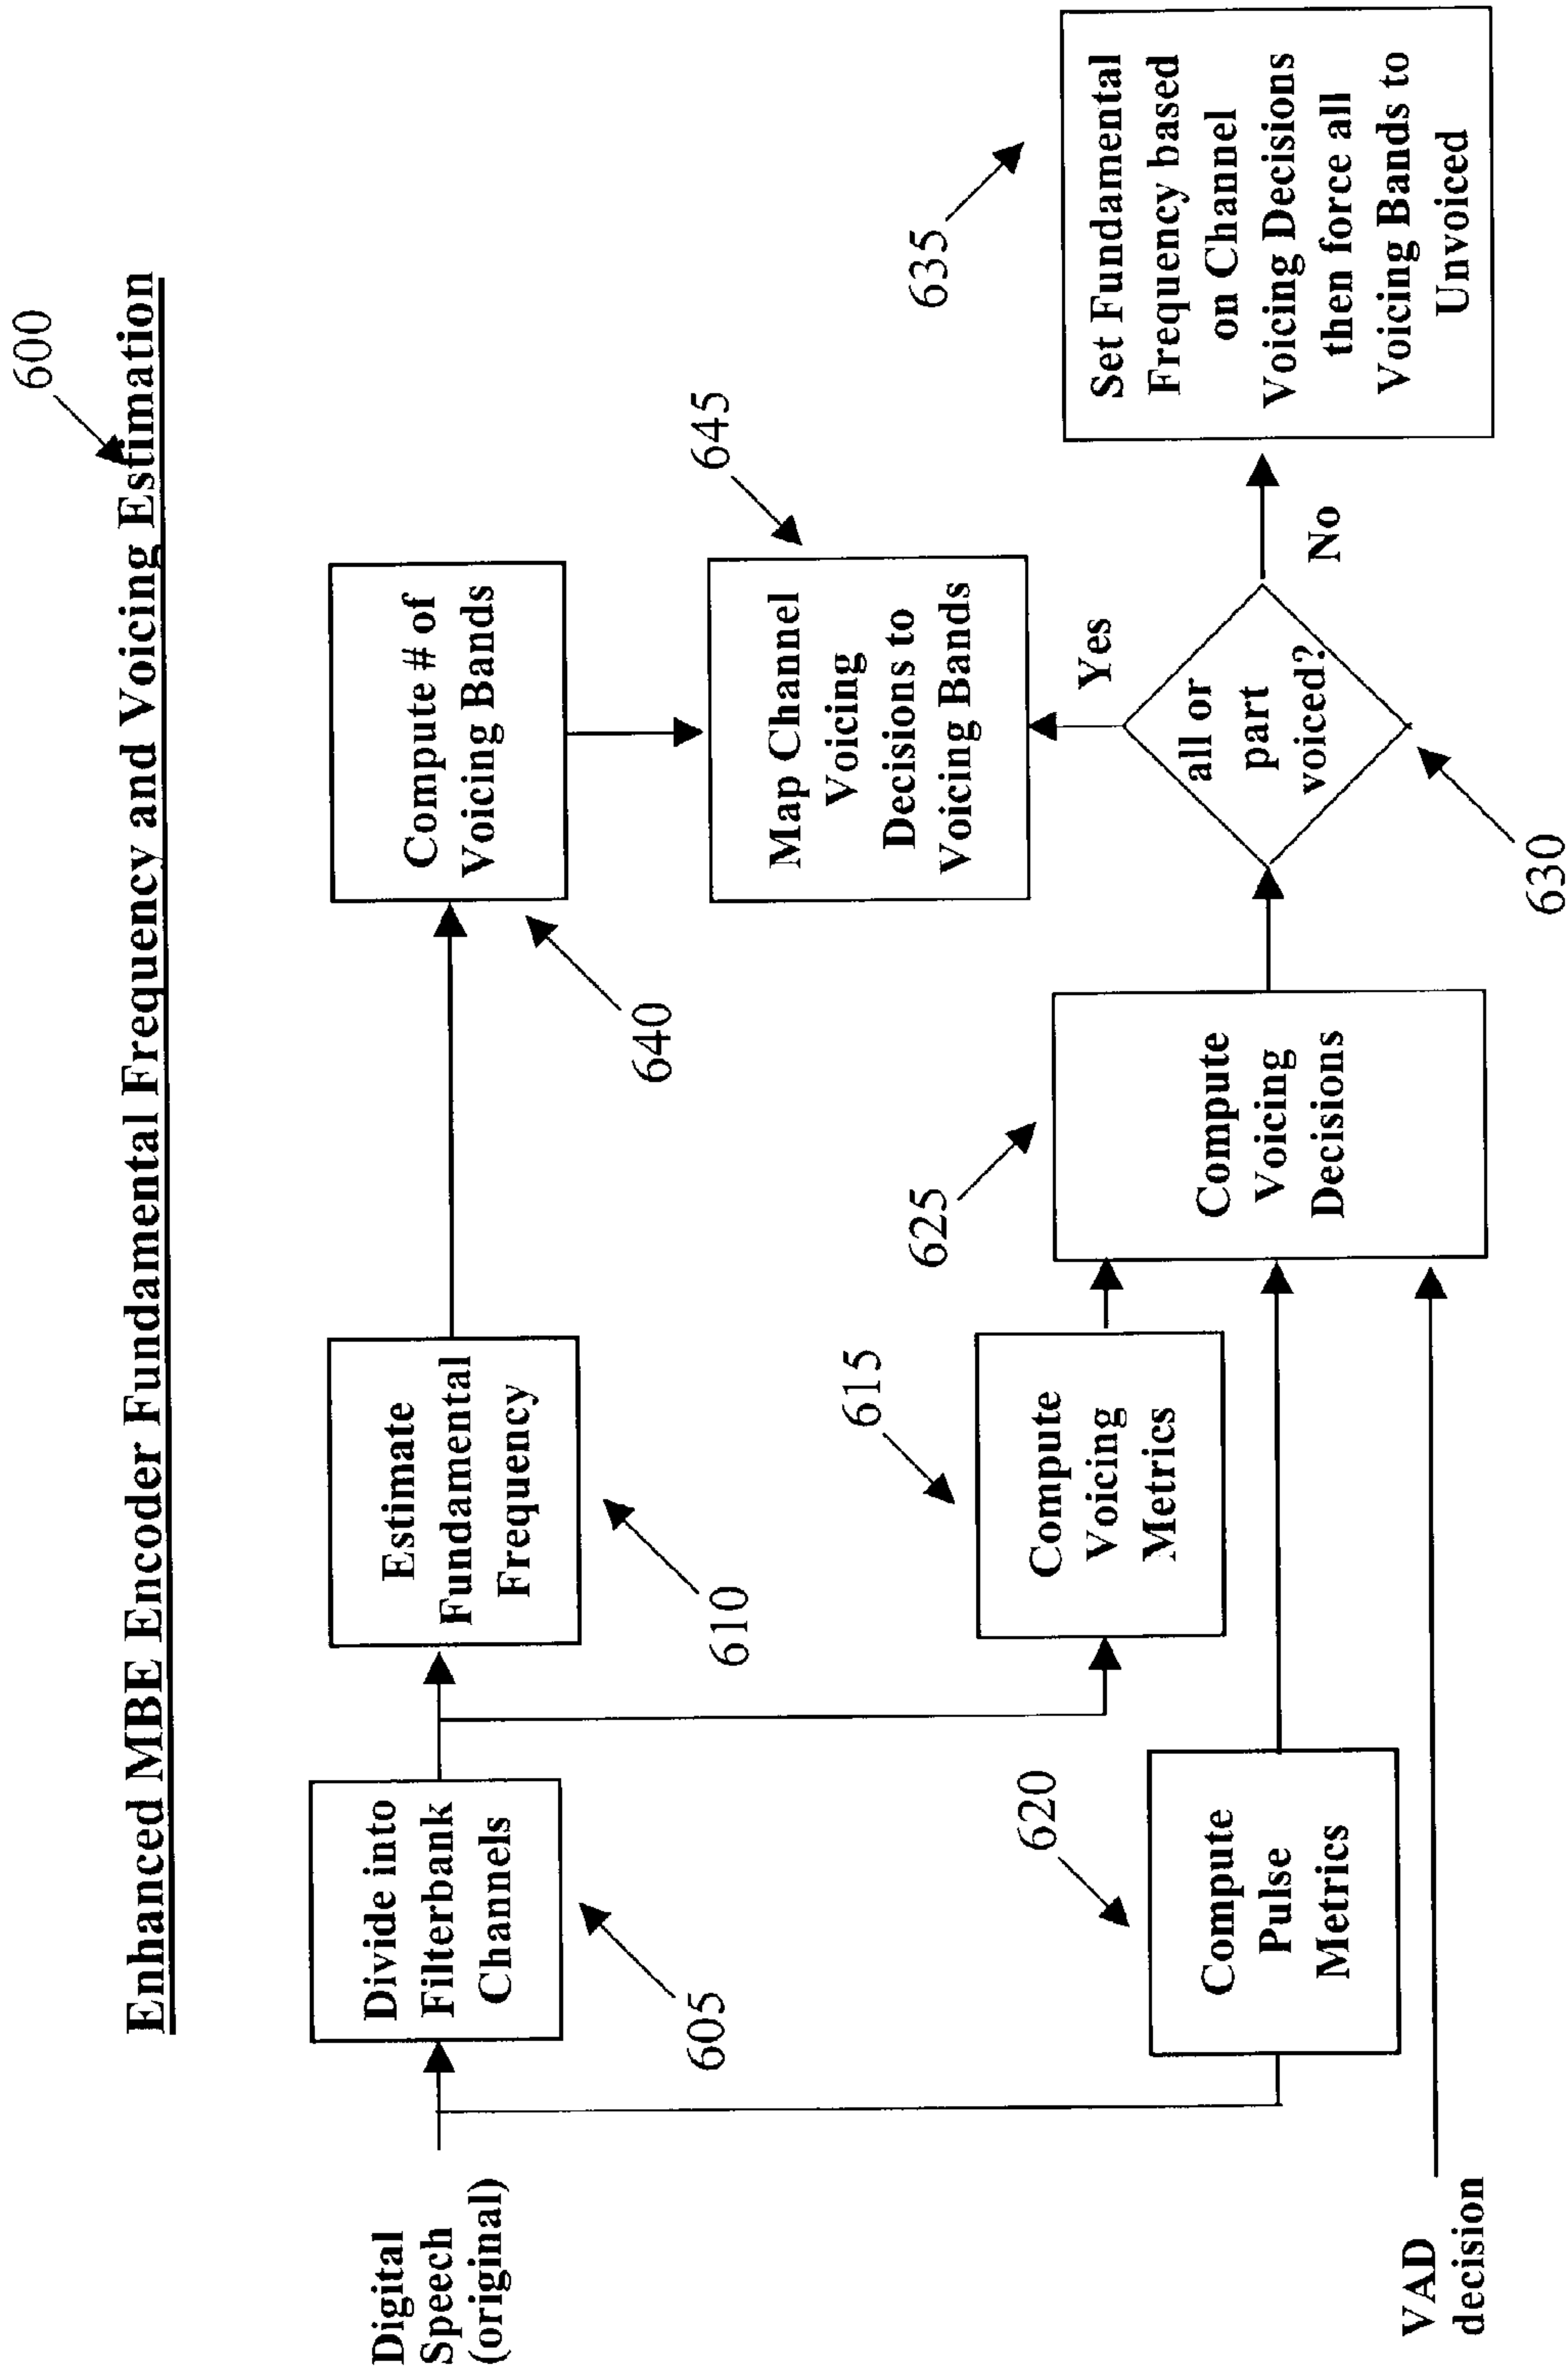 600
Enhanced MBE Encoder Fundamental Frequency and Voicing Estimation
Digital
Speech
(original)
Divide into
Filterbank
Channels
605
Estimate
Fundamental
Frequency
610
Compute # of
Voicing Bands
640
Map Channel
Voicing
Decisions to
Voicing Bands
645
Compute
Voicing
Metrics
615
Compute
Pulse
Metrics
620
VAD
decision
Compute
Voicing
Decisions
625
all or
part
voiced?
630
Yes
No
Set Fundamental
Frequency based
on Channel
Voicing Decisions
then force all
Voicing Bands to
Unvoiced
635